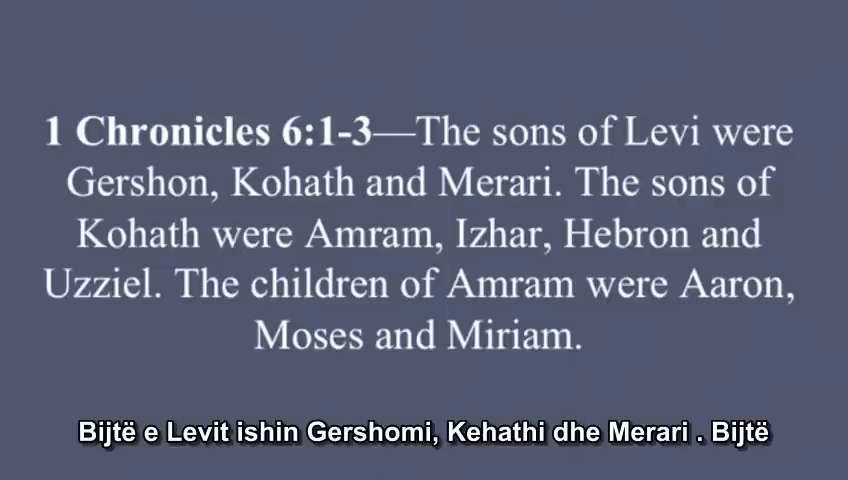 1 Chronicles 6:1-3—The sons of Levi were
Gershon, Kohath and Merari. The sons of
Kohath were Amram, Izhar, Hebron and
Uzziel. The children of Amram were Aaron,
Moses and Miriam.
Bijtë e Levit ishin Gershomi, Kehathi dhe Merari . Bijtë